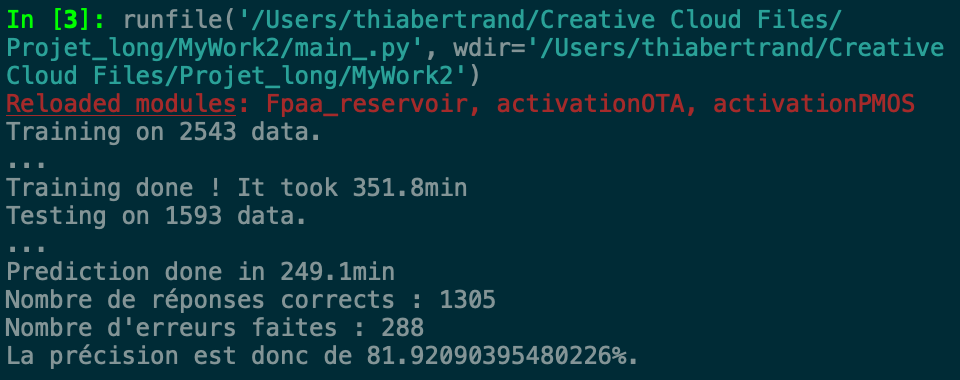 In [3]: runfile('/Users/thiabertrand/Creative Cloud Files/
Projet_long/MyWork2/main_.py', wdir='/Users/thiabertrand/Creative
Cloud Files/Projet_long/MyWork2')
Reloaded modules: Fpaa_reservoir, activationOTA, activationPMOS
Training on 2543 data.
...
Training done ! It took 351.8min
Testing on 1593 data.
...
Prediction done in 249.1min
Nombre de réponses corrects : 1305
Nombre d'erreurs faites : 288
La précision est donc de 81.92090395480226%.